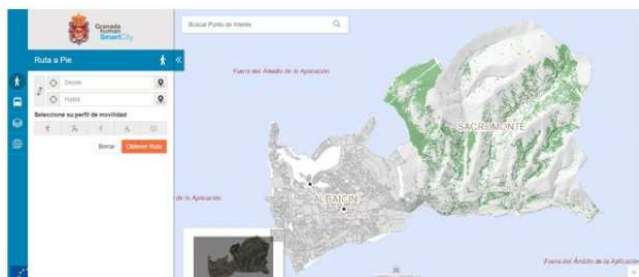 Granada
human
SmartCity
Ruta a Pie
Desde
Hasta
Seleccione su perfil de movilidad
Borrar
Obtener Ruta
Buscar Punto de Interés
Fuera del Ámbito de la Aplicación
SACROMONTE
ALBAICIN
de la Aplicación
Fuera del Ámbito de la Aplicación